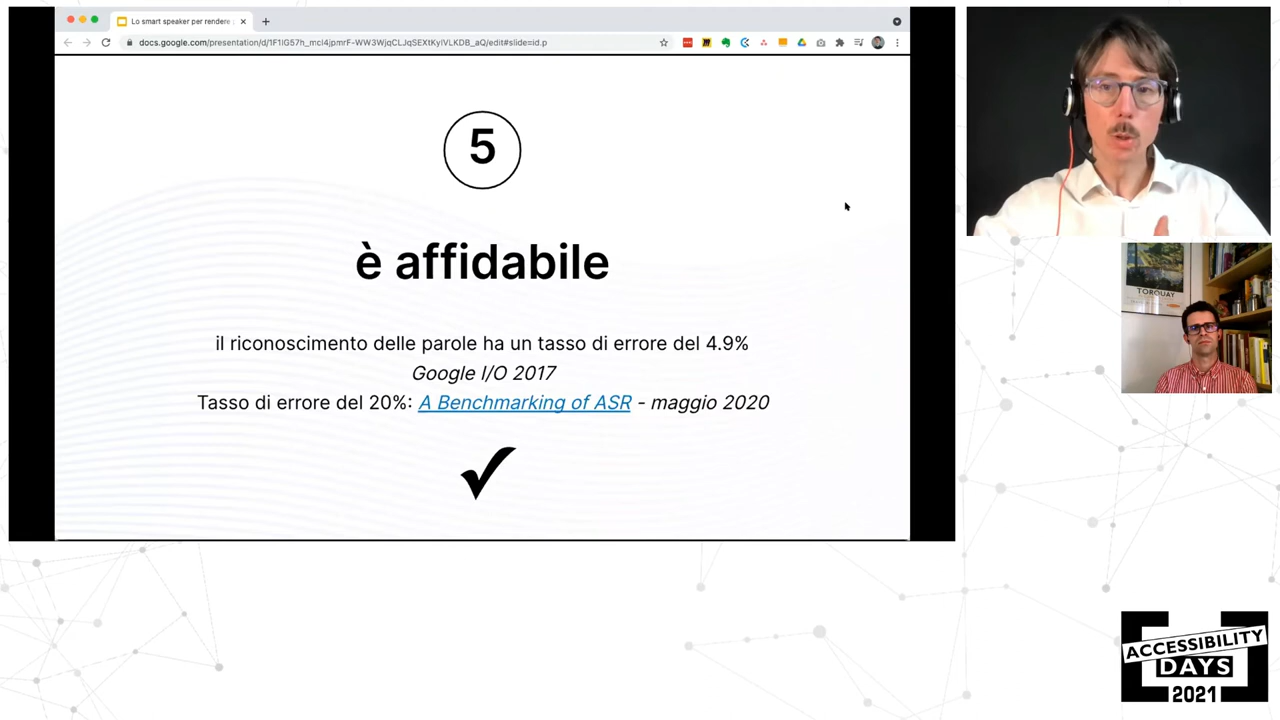 Lo smart speaker per rendere
docs.google.com/presentation/d/1F1IG57h_mcI4jpmrF-WW3WjqCLJqSEXtKyIVLKDB_aQ/edit#slide=id.p
5
è affidabile
il riconoscimento delle parole ha un tasso di errore del 4.9%
Google I/O 2017
Tasso di errore del 20%: A Benchmarking of ASR - maggio 2020
TORQUAY
ACCESSIBILITY
DAYS
2021